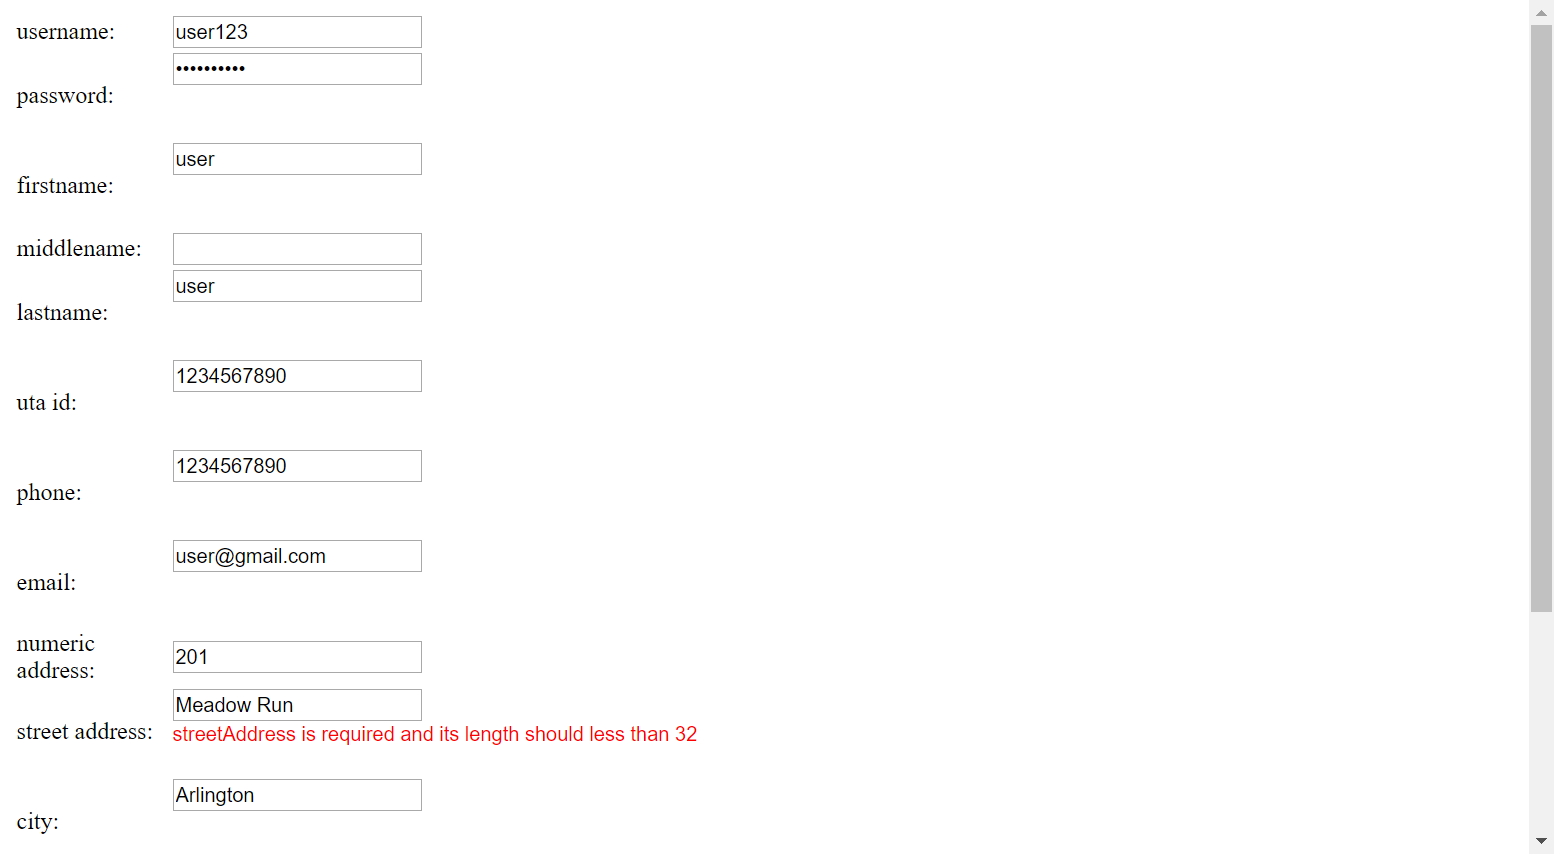 username: user123
password: ••••••••••
firstname: user
middlename:
lastname: user
uta id: 1234567890
phone: 1234567890
email: user@gmail.com
numeric
address: 201
street address: Meadow Run
streetAddress is required and its length should less than 32
city: Arlington